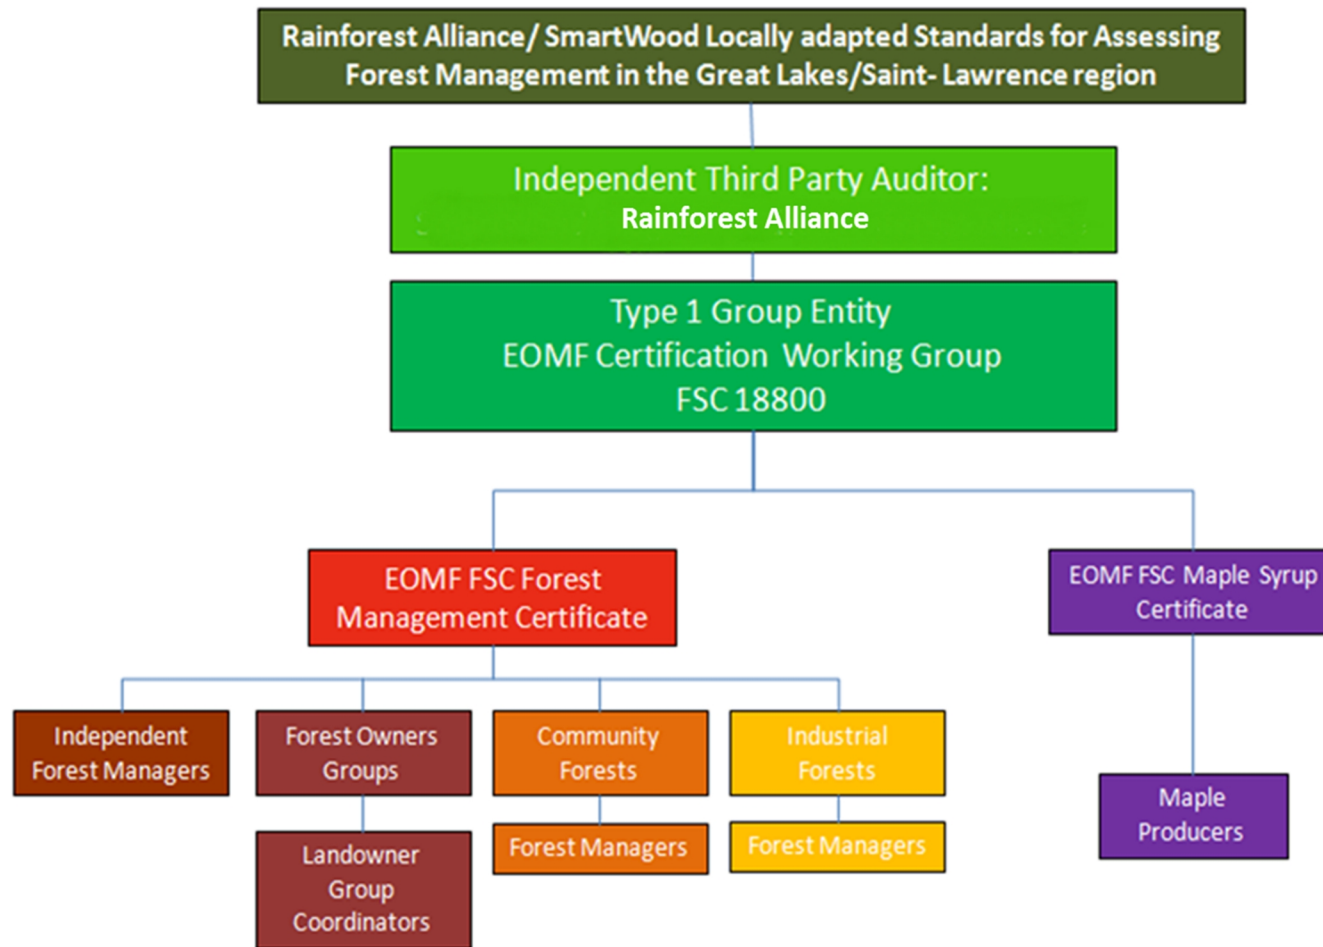 Rainforest Alliance/ SmartWood Locally adapted Standards for Assessing
Forest Management in the Great Lakes/Saint- Lawrence region
Independent Third Party Auditor:
Rainforest Alliance
Type 1 Group Entity
EOMF Certification Working Group
FSC 18800
EOMF FSC Forest
Management Certificate
EOMF FSC Maple Syrup
Certificate
Independent
Forest Managers
Forest Owners
Groups
Community
Forests
Industrial
Forests
Landowner
Group
Coordinators
Forest Managers
Forest Managers
Maple
Producers